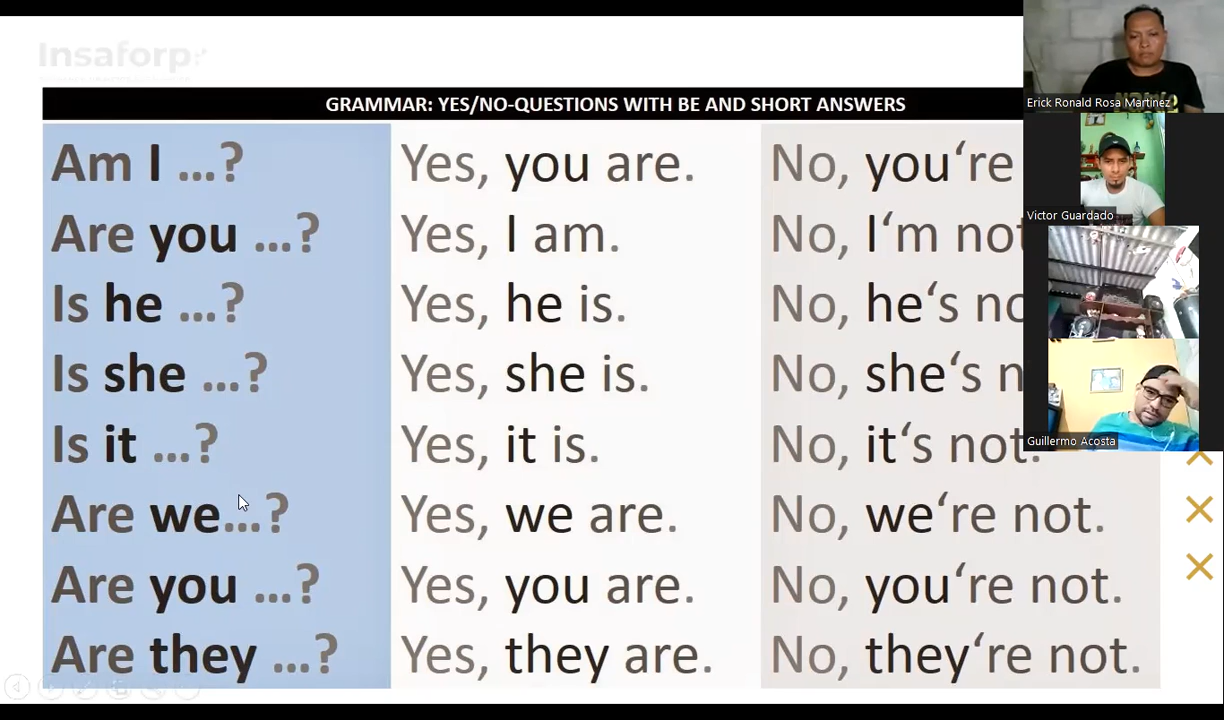 Insaforp
GRAMMAR: YES/NO-QUESTIONS WITH BE AND SHORT ANSWERS
Am I ...? Yes, you are. No, you‘re
Are you ...? Yes, I am. No, I‘m not
Is he ...? Yes, he is. No, he‘s no
Is she ...? Yes, she is. No, she‘s n
Is it ...? Yes, it is. No, it‘s not.
Are we...? Yes, we are. No, we‘re not.
Are you ...? Yes, you are. No, you‘re not.
Are they ...? Yes, they are. No, they‘re not.
Erick Ronald Rosa Martinez
Victor Guardado
Guillermo Acosta